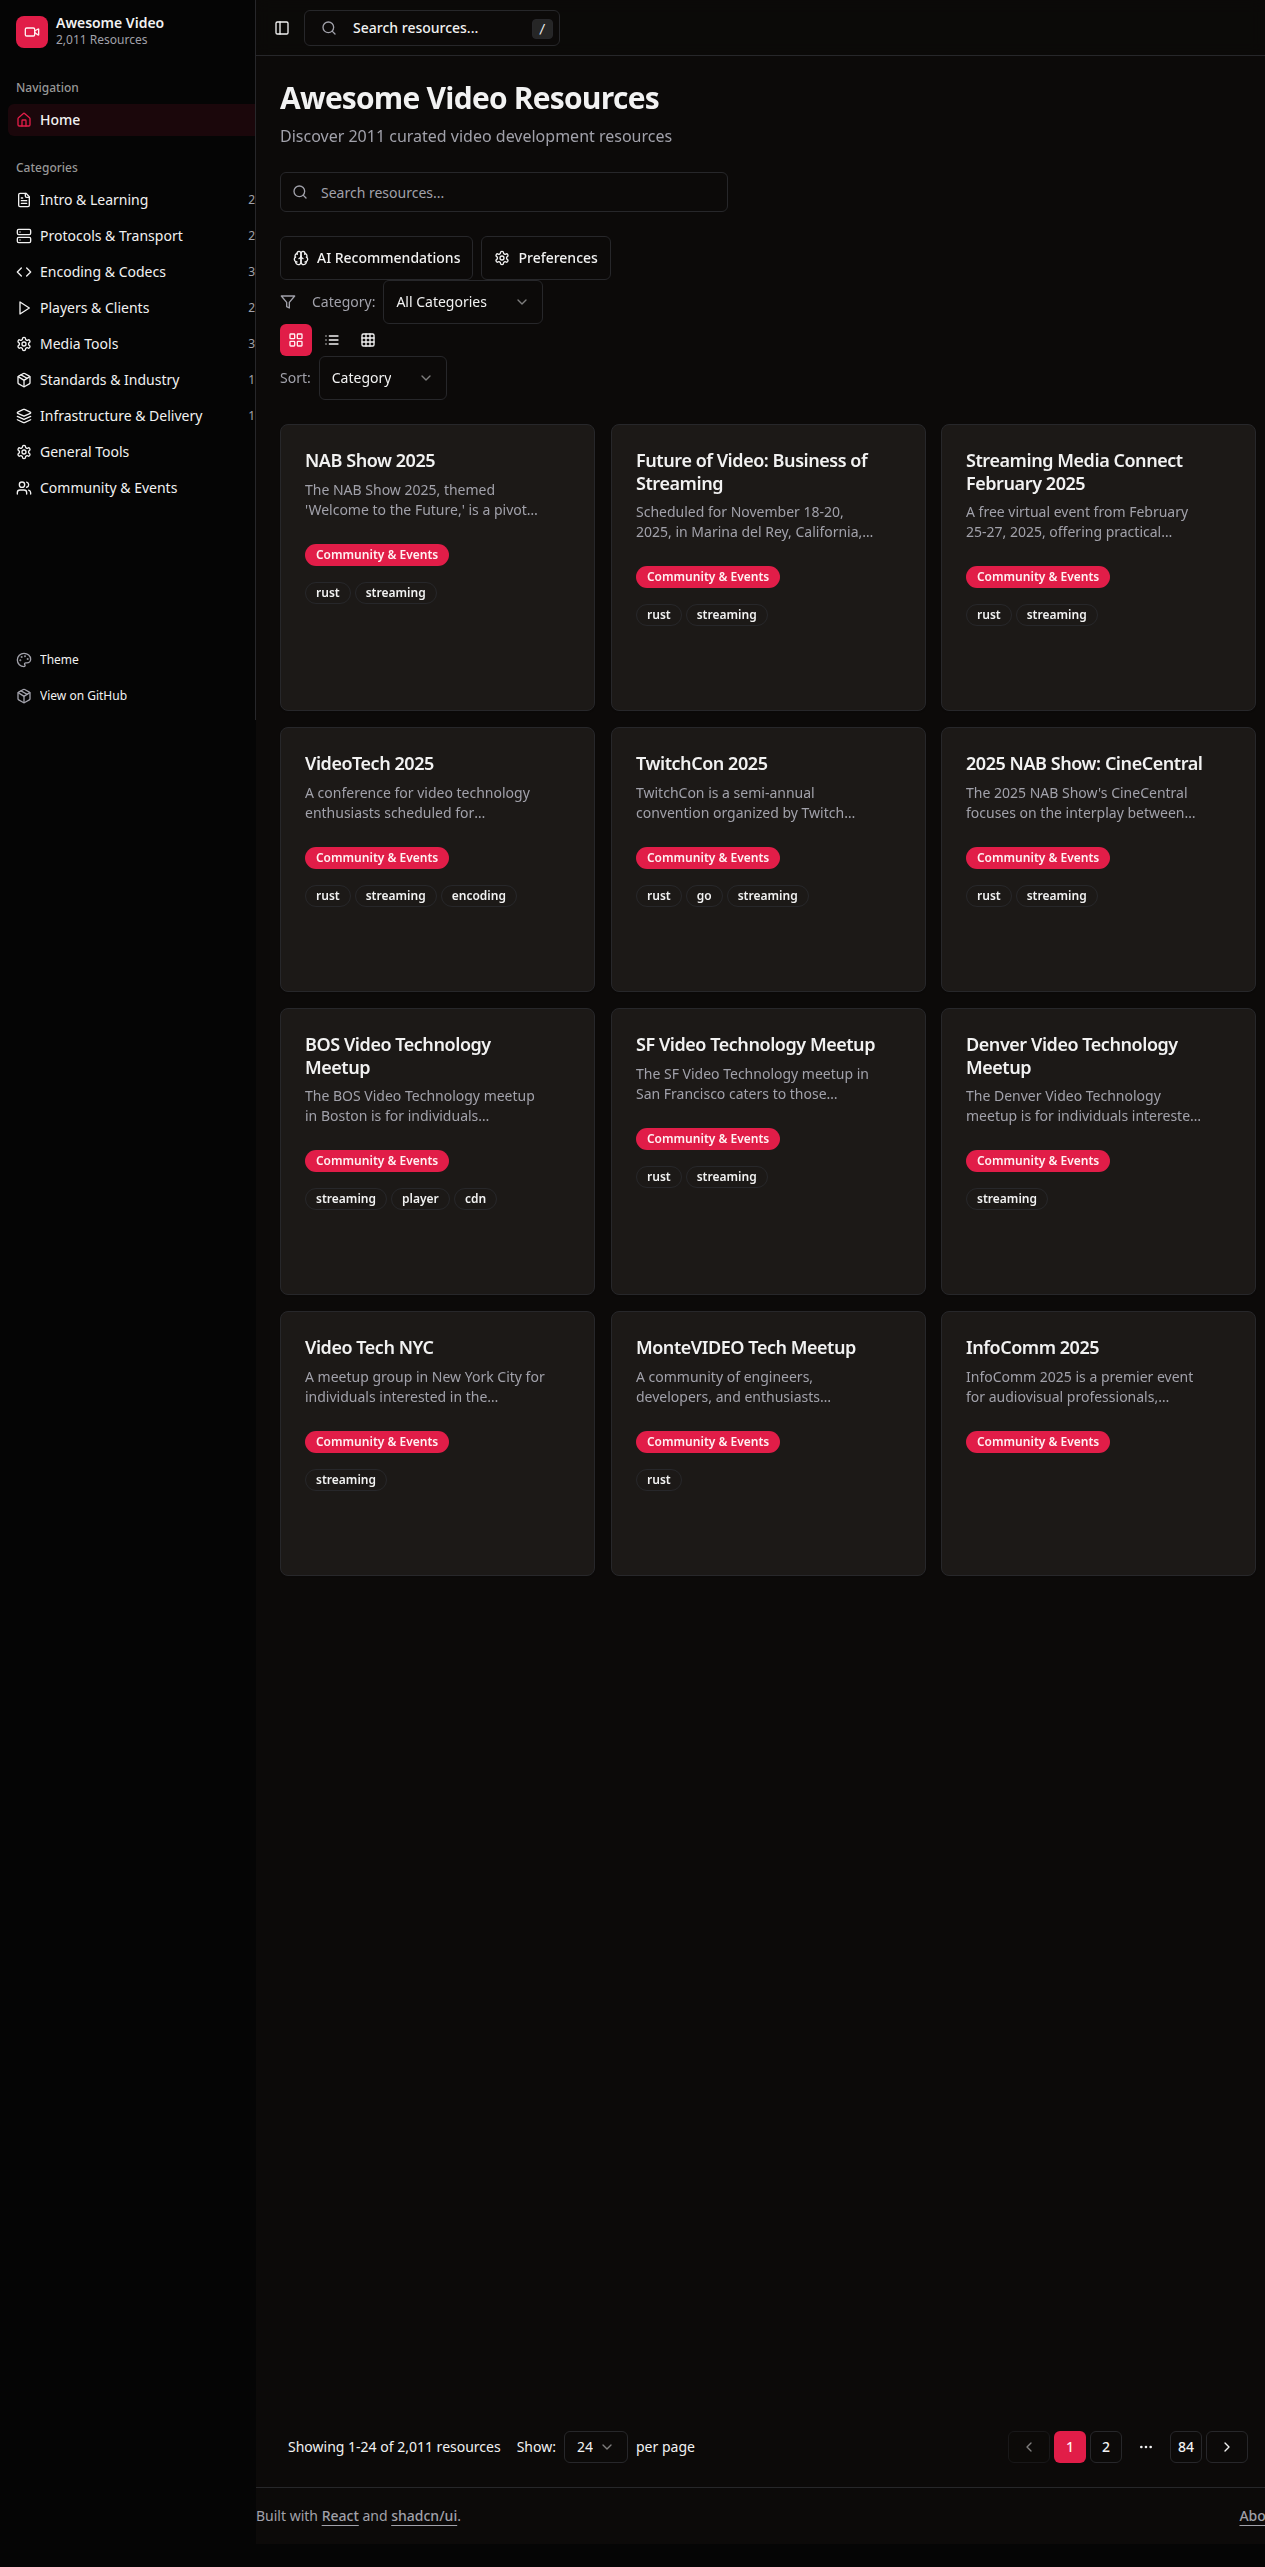 Awesome Video
2,011 Resources
Navigation
Home
Categories
Intro & Learning 2
Protocols & Transport 2
Encoding & Codecs 3
Players & Clients 2
Media Tools 3
Standards & Industry 1
Infrastructure & Delivery 1
General Tools
Community & Events
Theme
View on GitHub
Search resources... /
Awesome Video Resources
Discover 2011 curated video development resources
Search resources...
AI Recommendations Preferences
Category: All Categories
Sort: Category
NAB Show 2025
The NAB Show 2025, themed
'Welcome to the Future,' is a pivot...
Community & Events
rust streaming
Future of Video: Business of
Streaming
Scheduled for November 18-20,
2025, in Marina del Rey, California,...
Community & Events
rust streaming
Streaming Media Connect
February 2025
A free virtual event from February
25-27, 2025, offering practical...
Community & Events
rust streaming
VideoTech 2025
A conference for video technology
enthusiasts scheduled for...
Community & Events
rust streaming encoding
TwitchCon 2025
TwitchCon is a semi-annual
convention organized by Twitch...
Community & Events
rust go streaming
2025 NAB Show: CineCentral
The 2025 NAB Show's CineCentral
focuses on the interplay between...
Community & Events
rust streaming
BOS Video Technology
Meetup
The BOS Video Technology meetup
in Boston is for individuals...
Community & Events
streaming player cdn
SF Video Technology Meetup
The SF Video Technology meetup in
San Francisco caters to those...
Community & Events
rust streaming
Denver Video Technology
Meetup
The Denver Video Technology
meetup is for individuals intereste...
Community & Events
streaming
Video Tech NYC
A meetup group in New York City for
individuals interested in the...
Community & Events
streaming
MonteVIDEO Tech Meetup
A community of engineers,
developers, and enthusiasts...
Community & Events
rust
InfoComm 2025
InfoComm 2025 is a premier event
for audiovisual professionals,...
Community & Events
Showing 1-24 of 2,011 resources Show: 24 per page 1 2 ... 84
Built with React and shadcn/ui. Abo